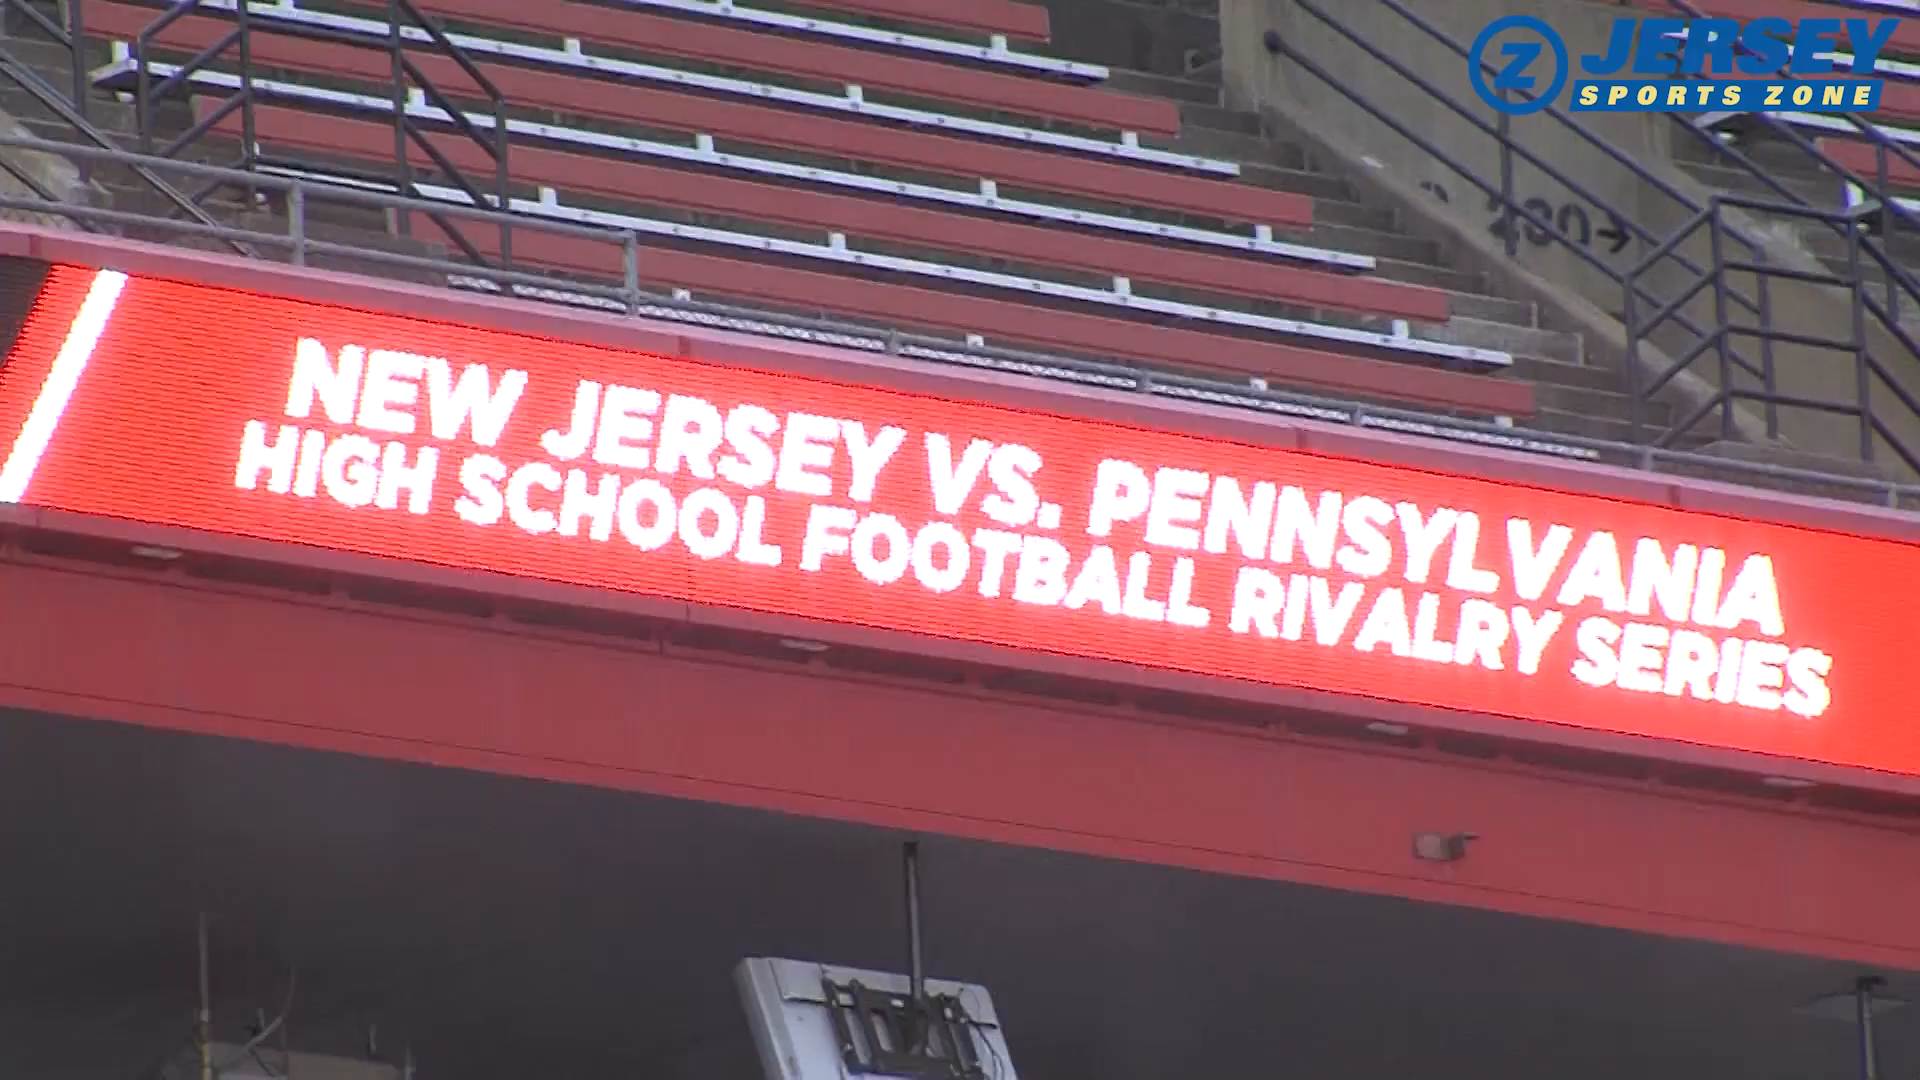 Z JERSEY
SPORTS ZONE
NEW JERSEY VS. PENNSYLVANIA
HIGH SCHOOL FOOTBALL RIVALRY SERIES